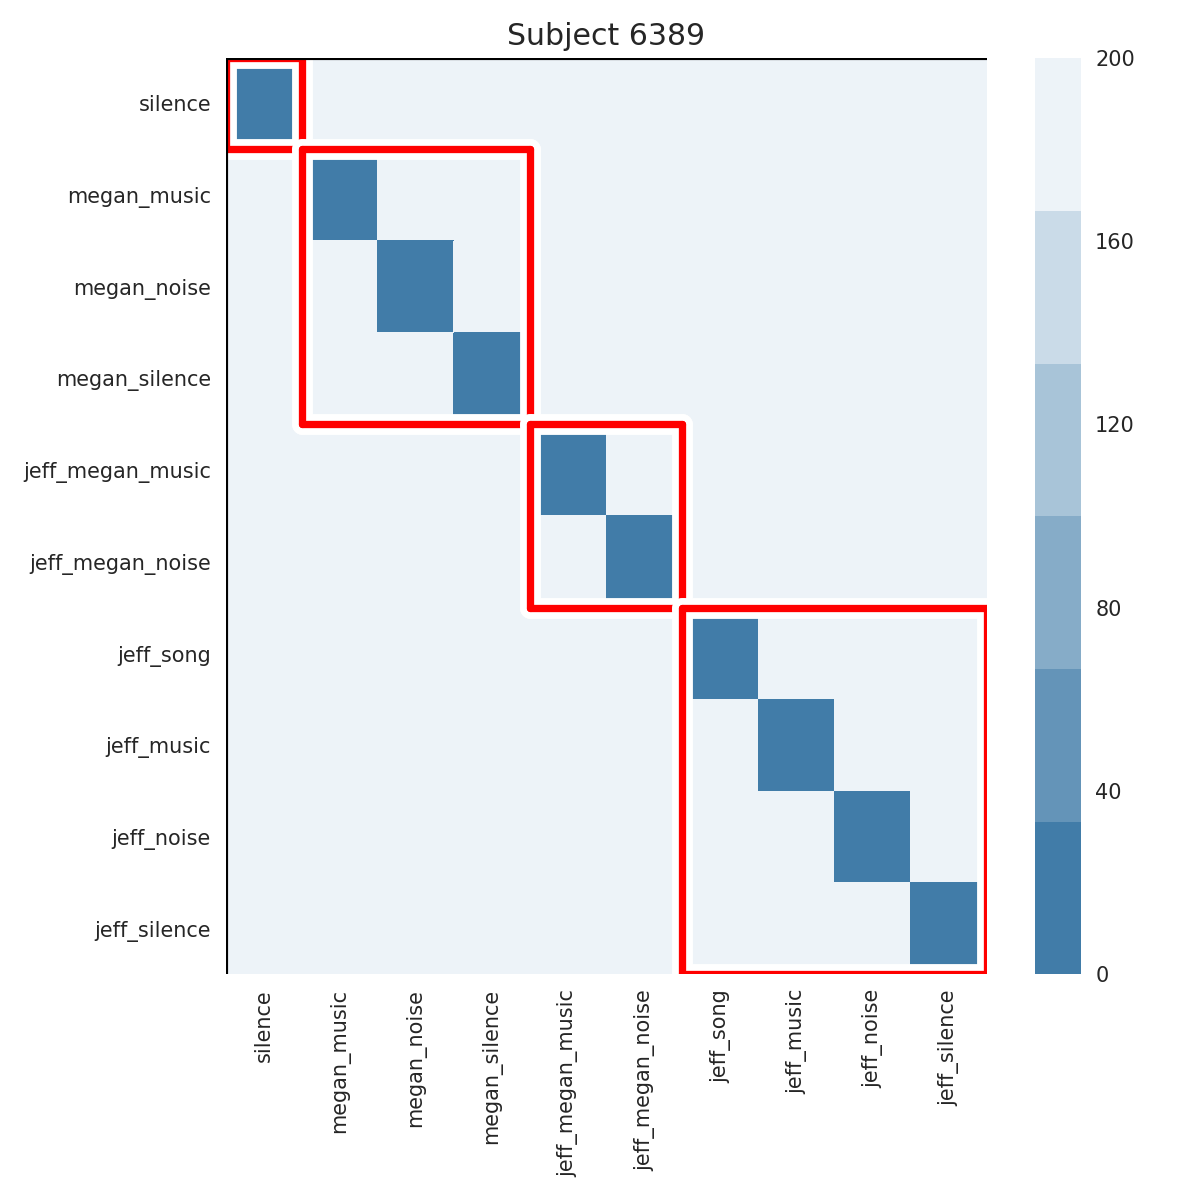 Subject 6389
silence
megan_music
megan_noise
megan_silence
jeff_megan_music
jeff_megan_noise
jeff_song
jeff_music
jeff_noise
jeff_silence
200
160
120
80
40
0
silence
megan_music
megan_noise
megan_silence
jeff_megan_music
jeff_megan_noise
jeff_song
jeff_music
jeff_noise
jeff_silence